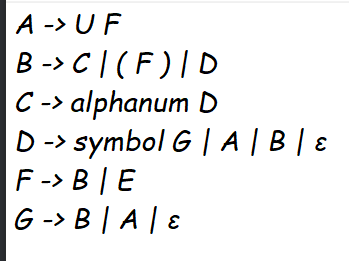 A -> U F
B -> C | ( F ) | D
C -> alphanum D
D -> symbol G | A | B | ε
F -> B | E
G -> B | A | ε